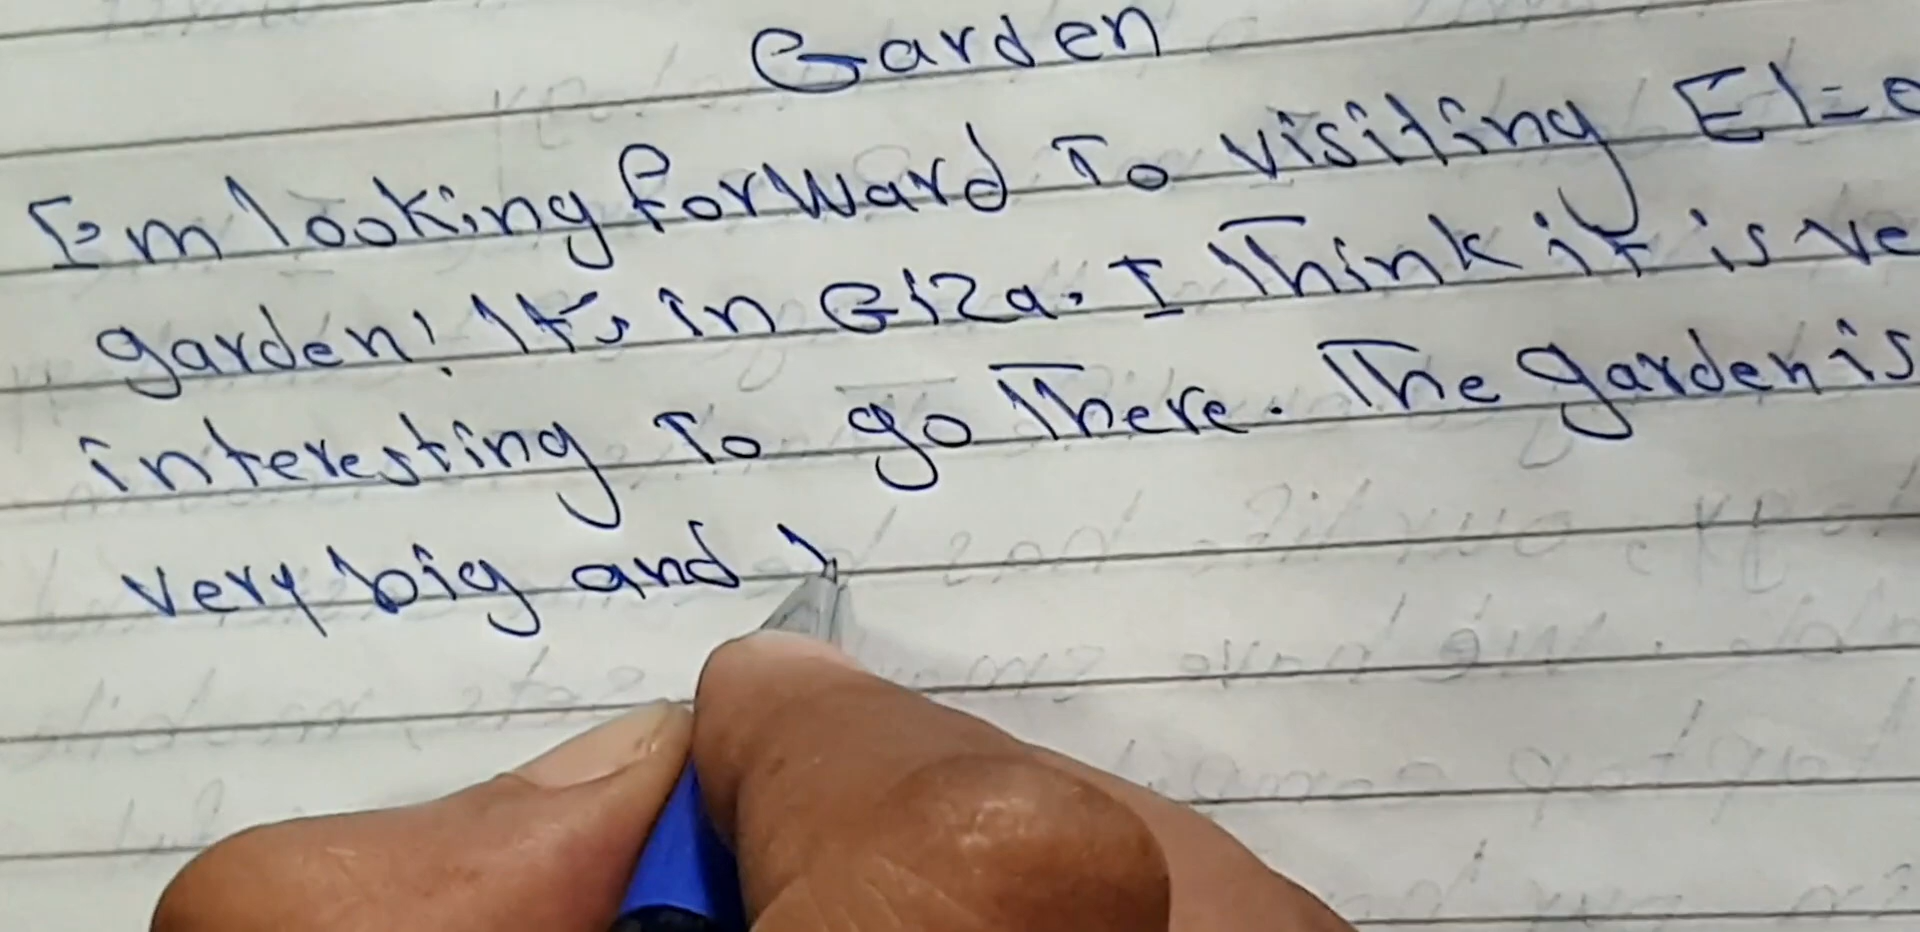 Garden
I'm looking forward To visiting El-
garden! It's in Giza. I Think it is ve
interesting To go There. The garden is
very big and